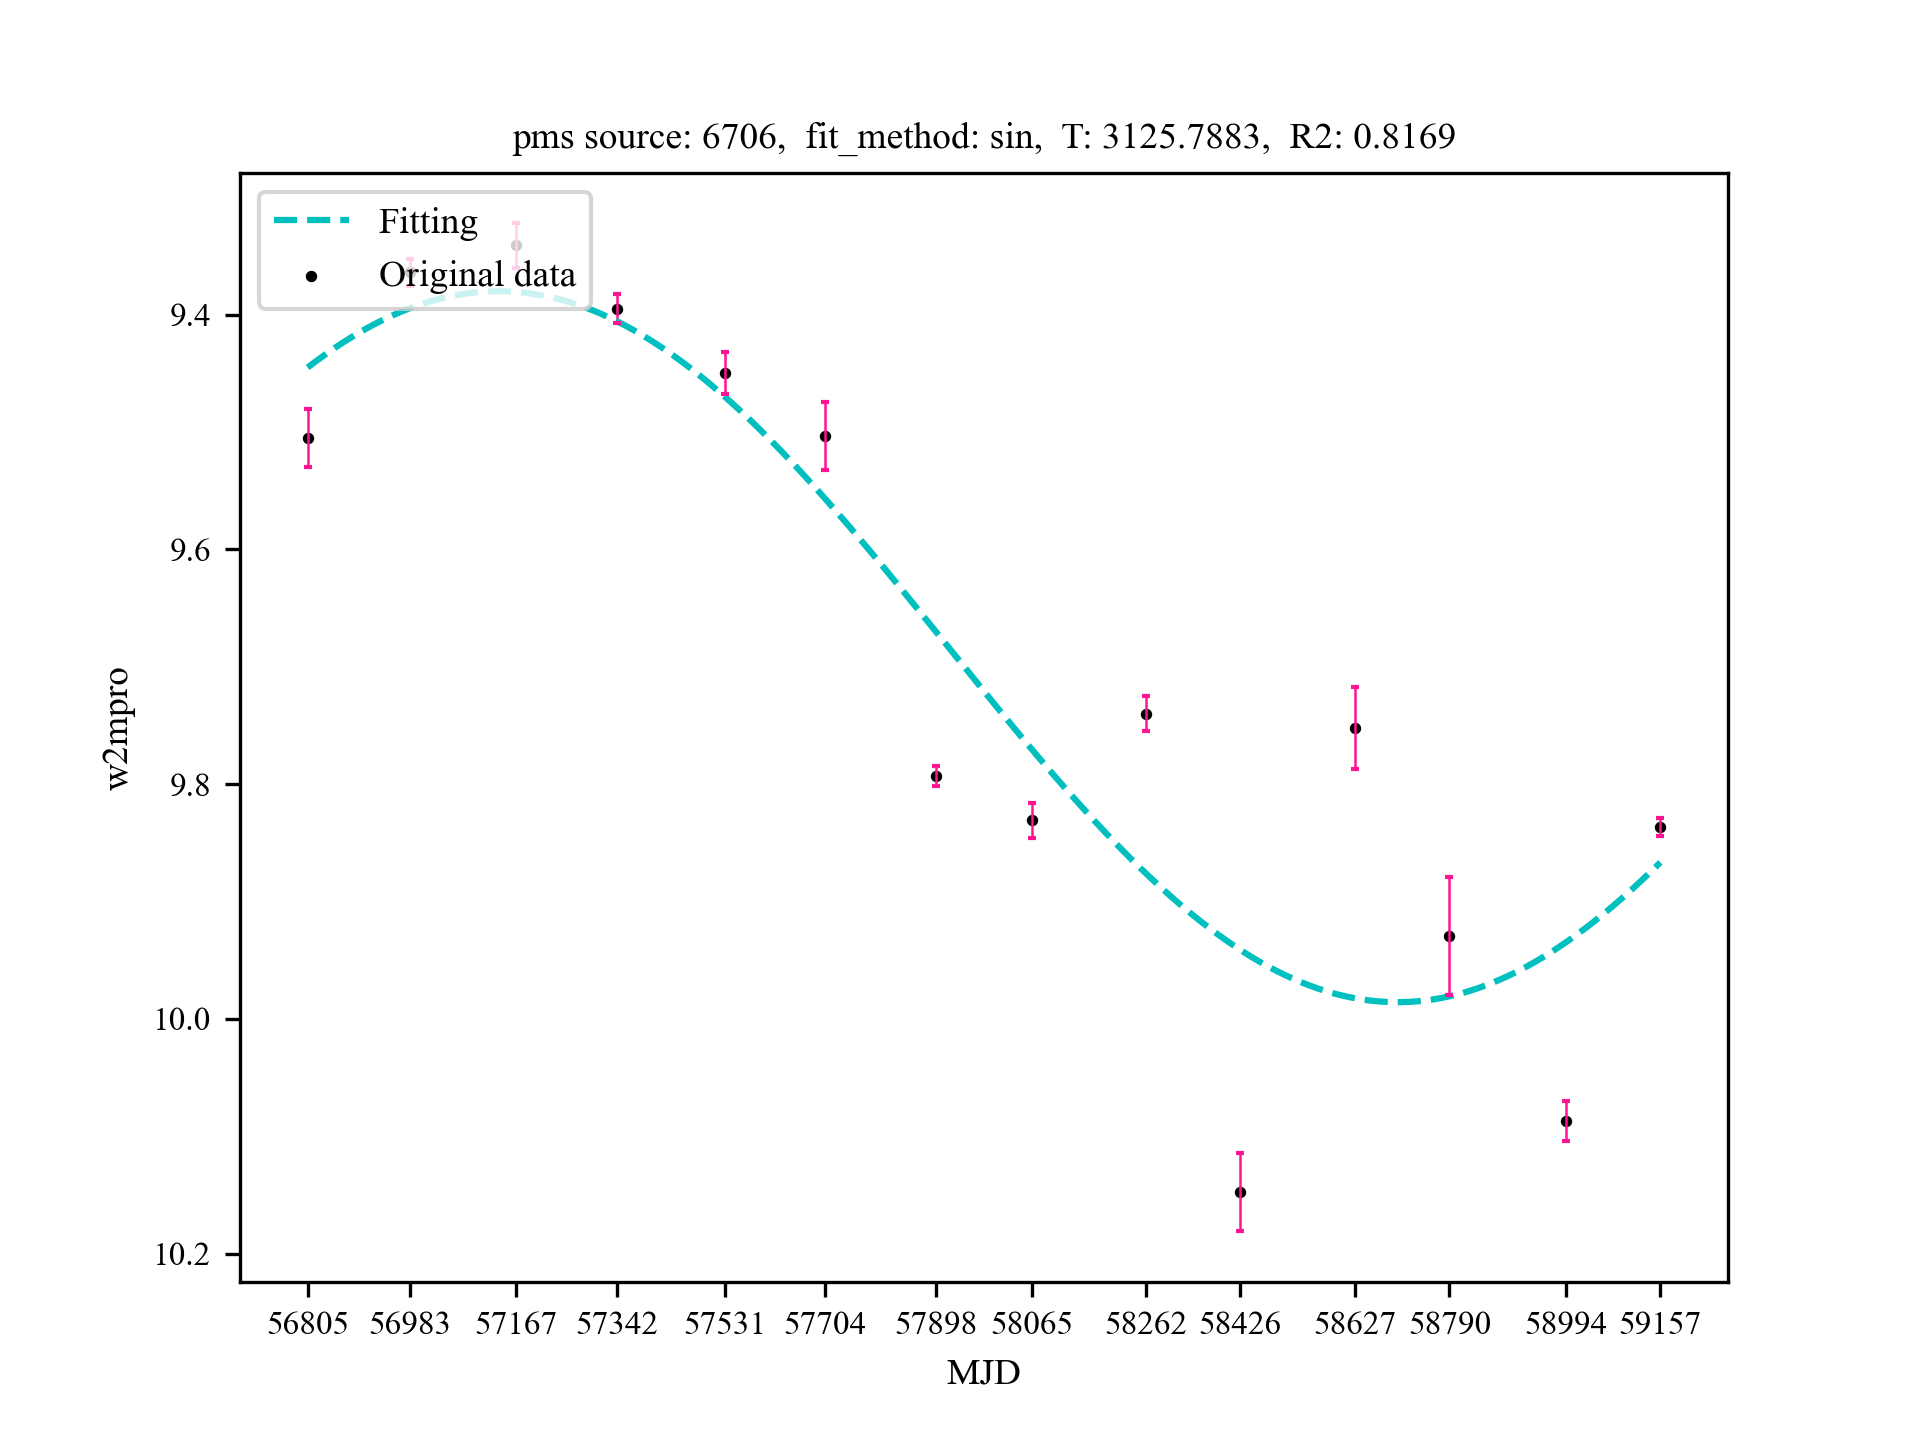 pms source: 6706, fit_method: sin, T: 3125.7883, R2: 0.8169
Fitting
Original data
9.4
9.6
9.8
10.0
10.2
w2mpro
56805 56983 57167 57342 57531 57704 57898 58065 58262 58426 58627 58790 58994 59157
MJD